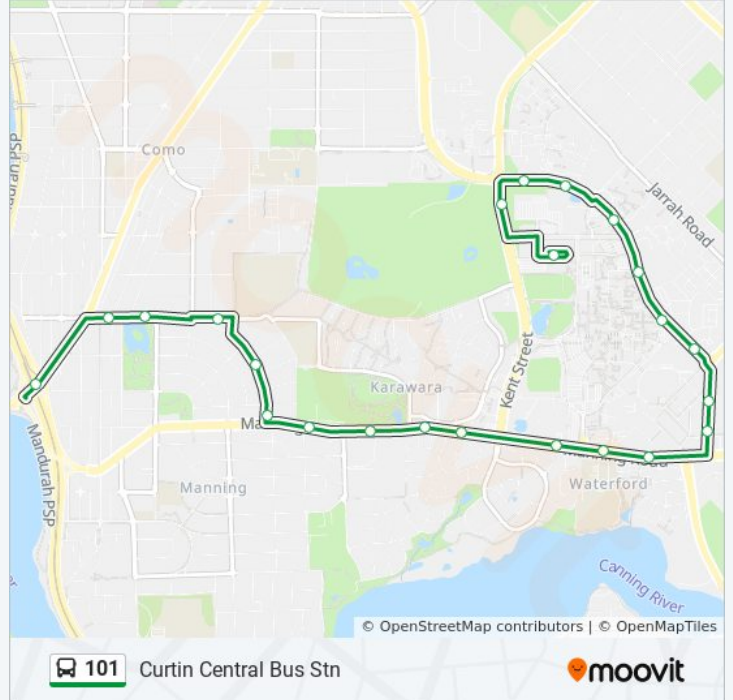 Como
Jarrah Road
Kent Street
Karawara
Mandurah PSP
Manning
Waterford
Canning River
© OpenStreetMap contributors | © OpenMapTiles
101 Curtin Central Bus Stn
moovit